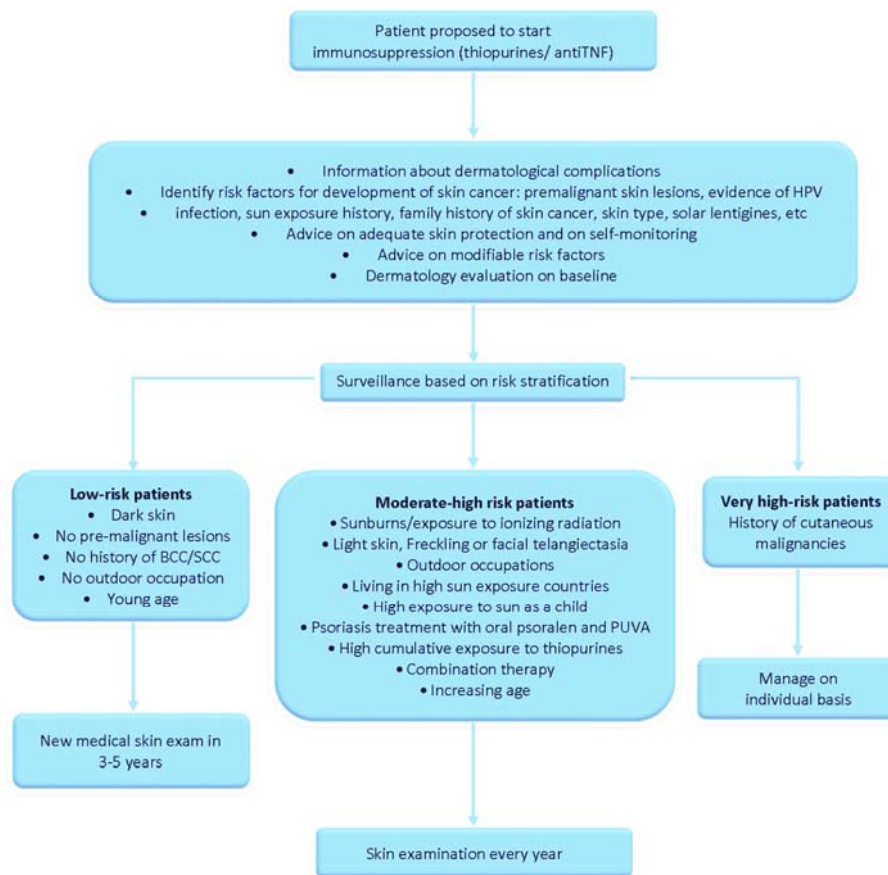 Patient proposed to start
immunosuppression (thiopurines/ antiTNF)
• Information about dermatological complications
• Identify risk factors for development of skin cancer: premalignant skin lesions, evidence of HPV
• infection, sun exposure history, family history of skin cancer, skin type, solar lentigines, etc
• Advice on adequate skin protection and on self-monitoring
• Advice on modifiable risk factors
• Dermatology evaluation on baseline
Surveillance based on risk stratification
Low-risk patients
• Dark skin
• No pre-malignant lesions
• No history of BCC/SCC
• No outdoor occupation
• Young age
New medical skin exam in
3-5 years
Moderate-high risk patients
• Sunburns/exposure to ionizing radiation
• Light skin, Freckling or facial telangiectasia
• Outdoor occupations
• Living in high sun exposure countries
• High exposure to sun as a child
• Psoriasis treatment with oral psoralen and PUVA
• High cumulative exposure to thiopurines
• Combination therapy
• Increasing age
Skin examination every year
Very high-risk patients
History of cutaneous
malignancies
Manage on
individual basis